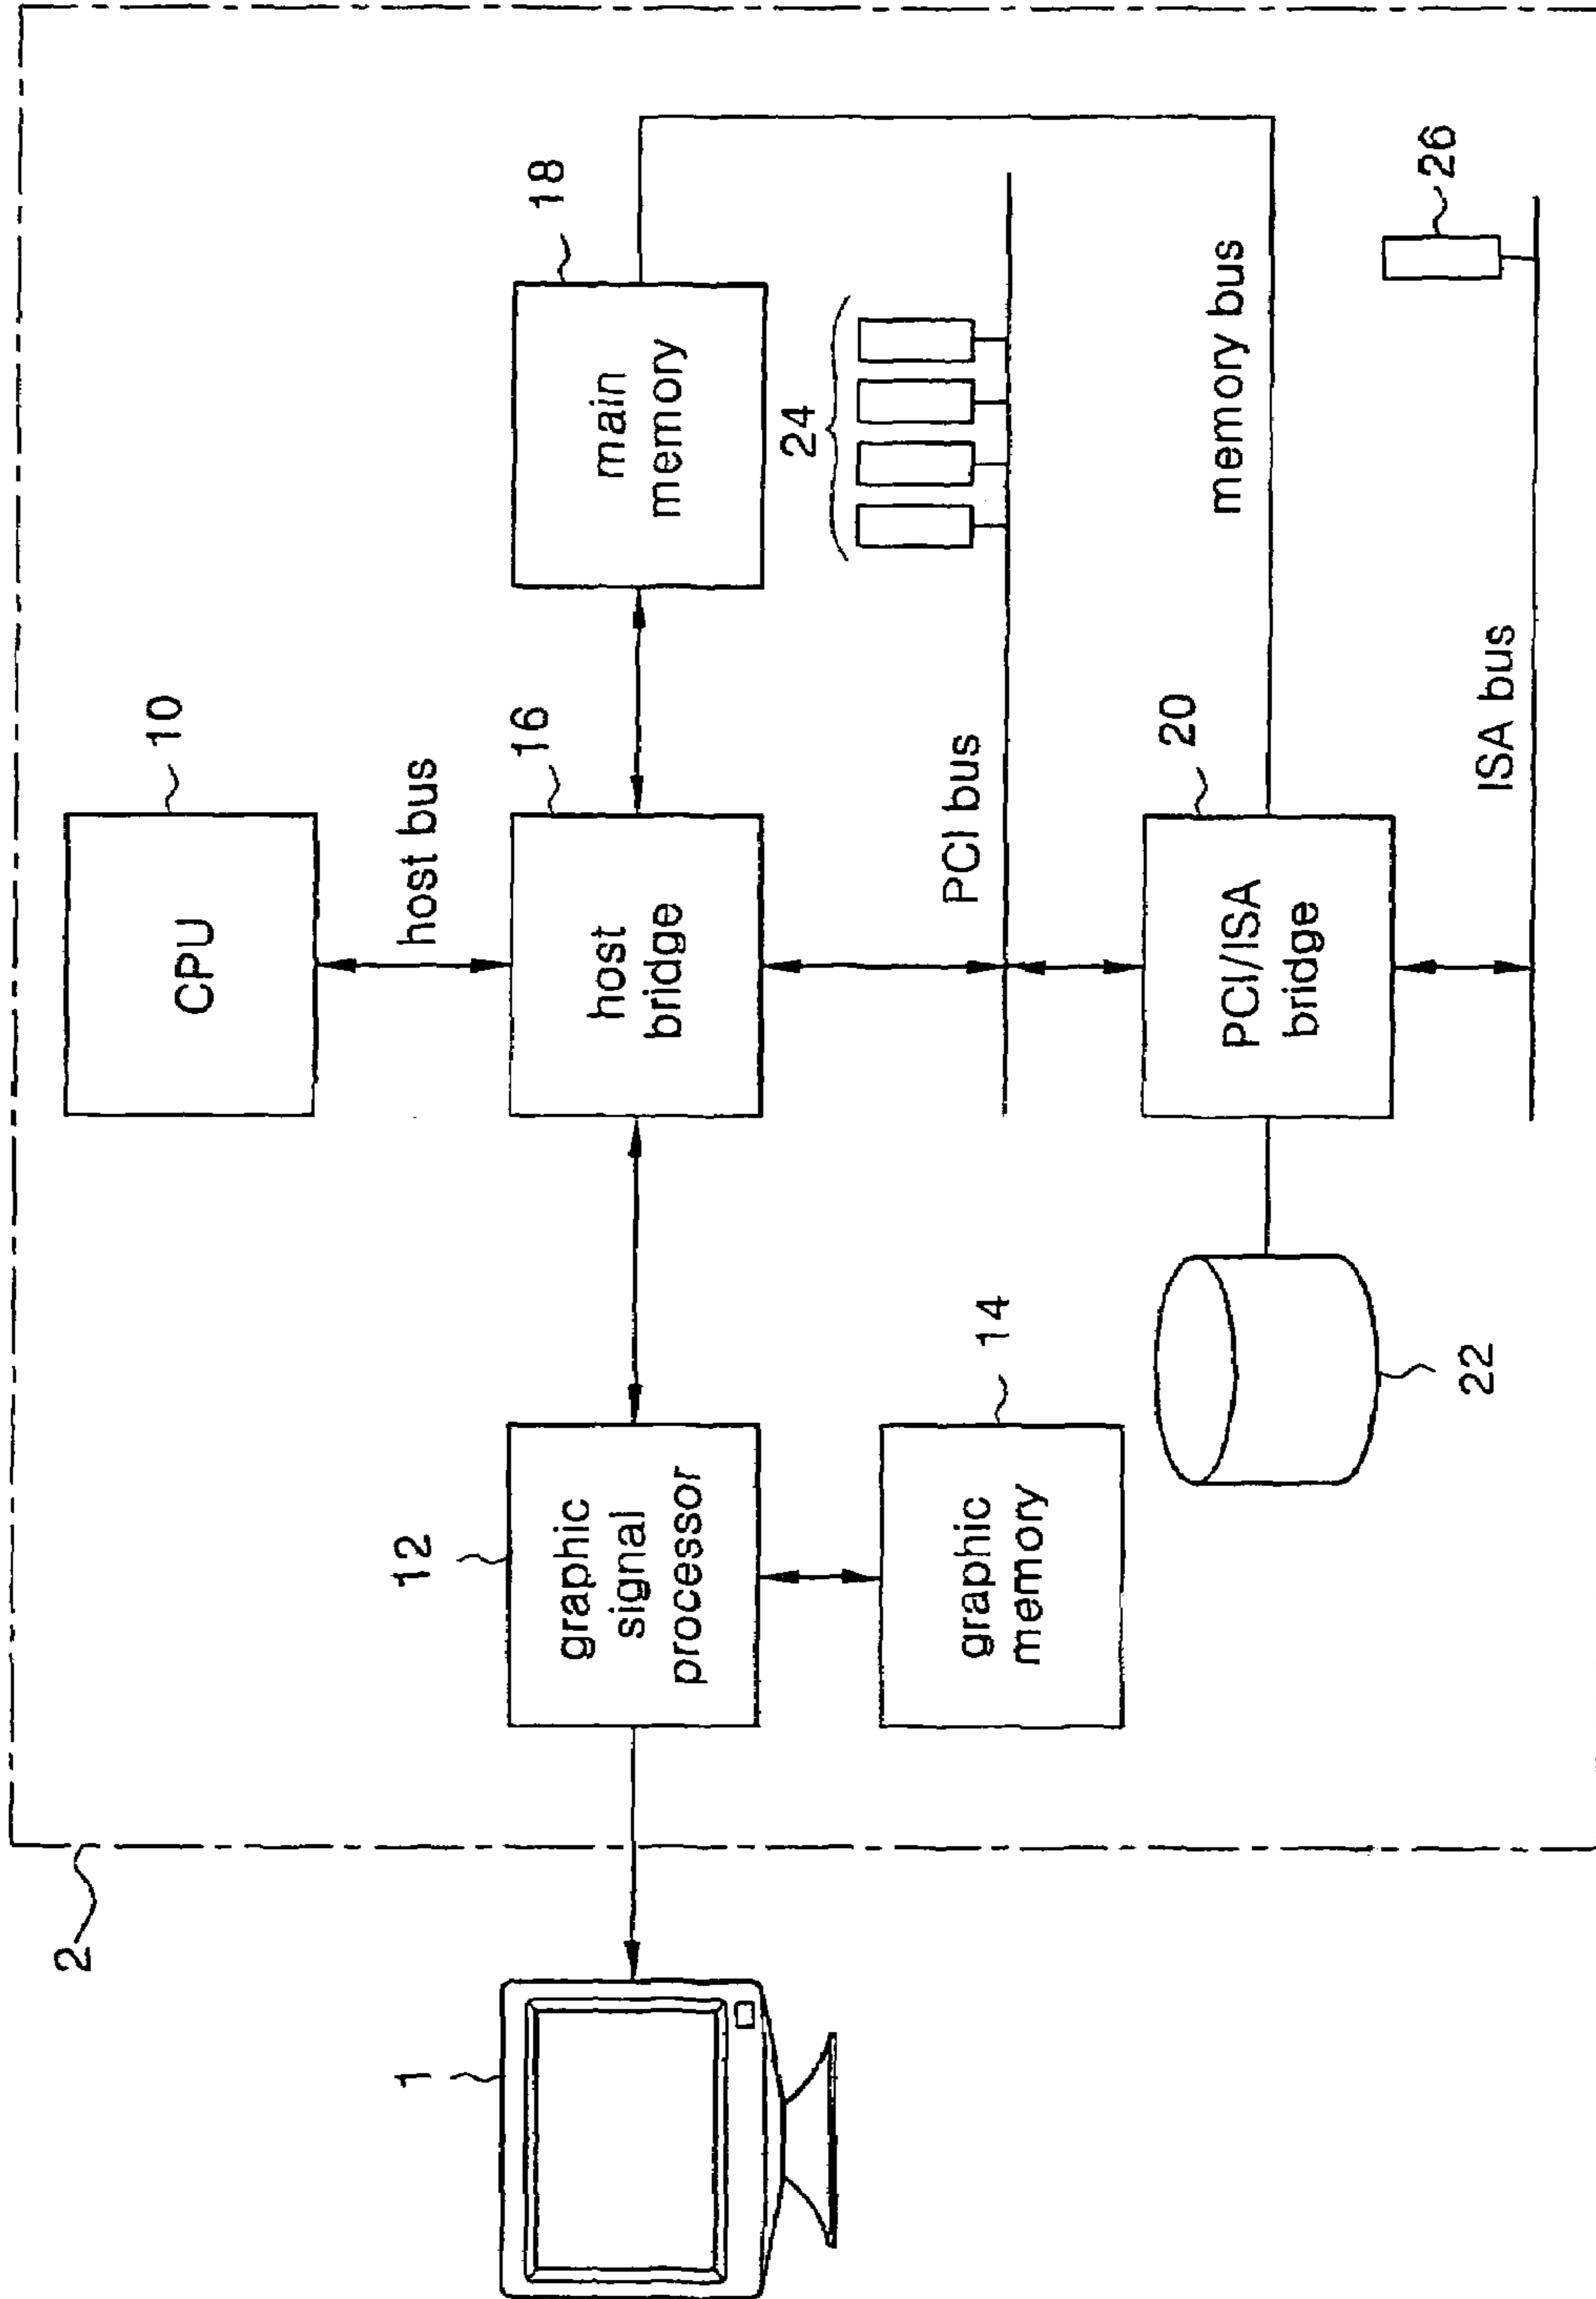 2
10
CPU
host bus
1
12
16
18
graphic
signal
processor
host
bridge
main
memory
24
14
graphic
memory
PCI bus
20
PCI/ISA
bridge
memory bus
22
26
ISA bus